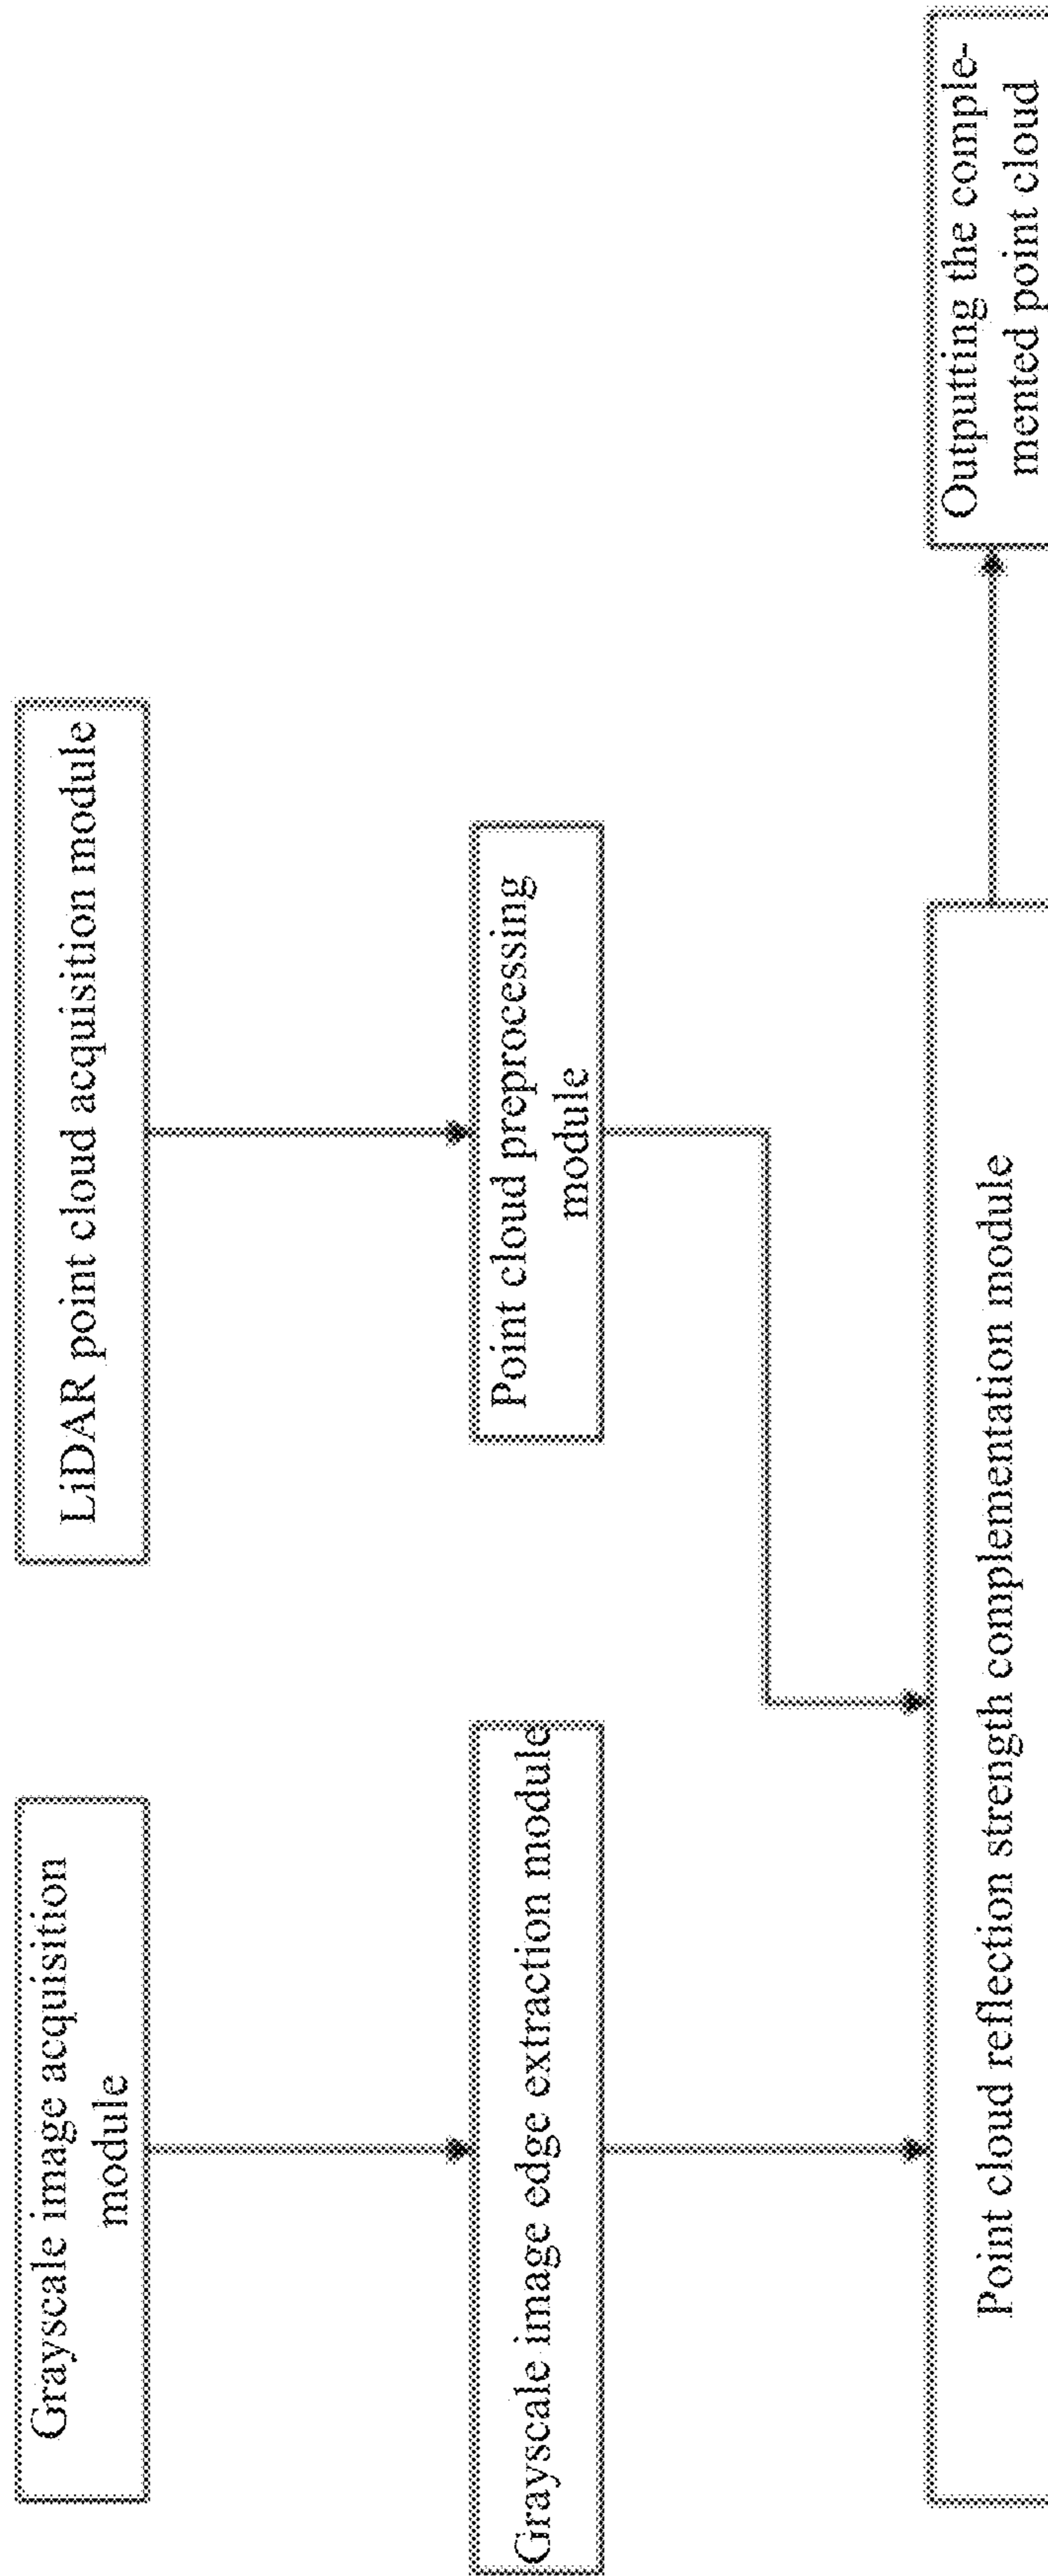 Grayscale image acquisition
module
LiDAR point cloud acquisition module
Grayscale image edge extraction module
Point cloud preprocessing
module
Point cloud reflection strength complementation module
Outputting the comple-
mented point cloud